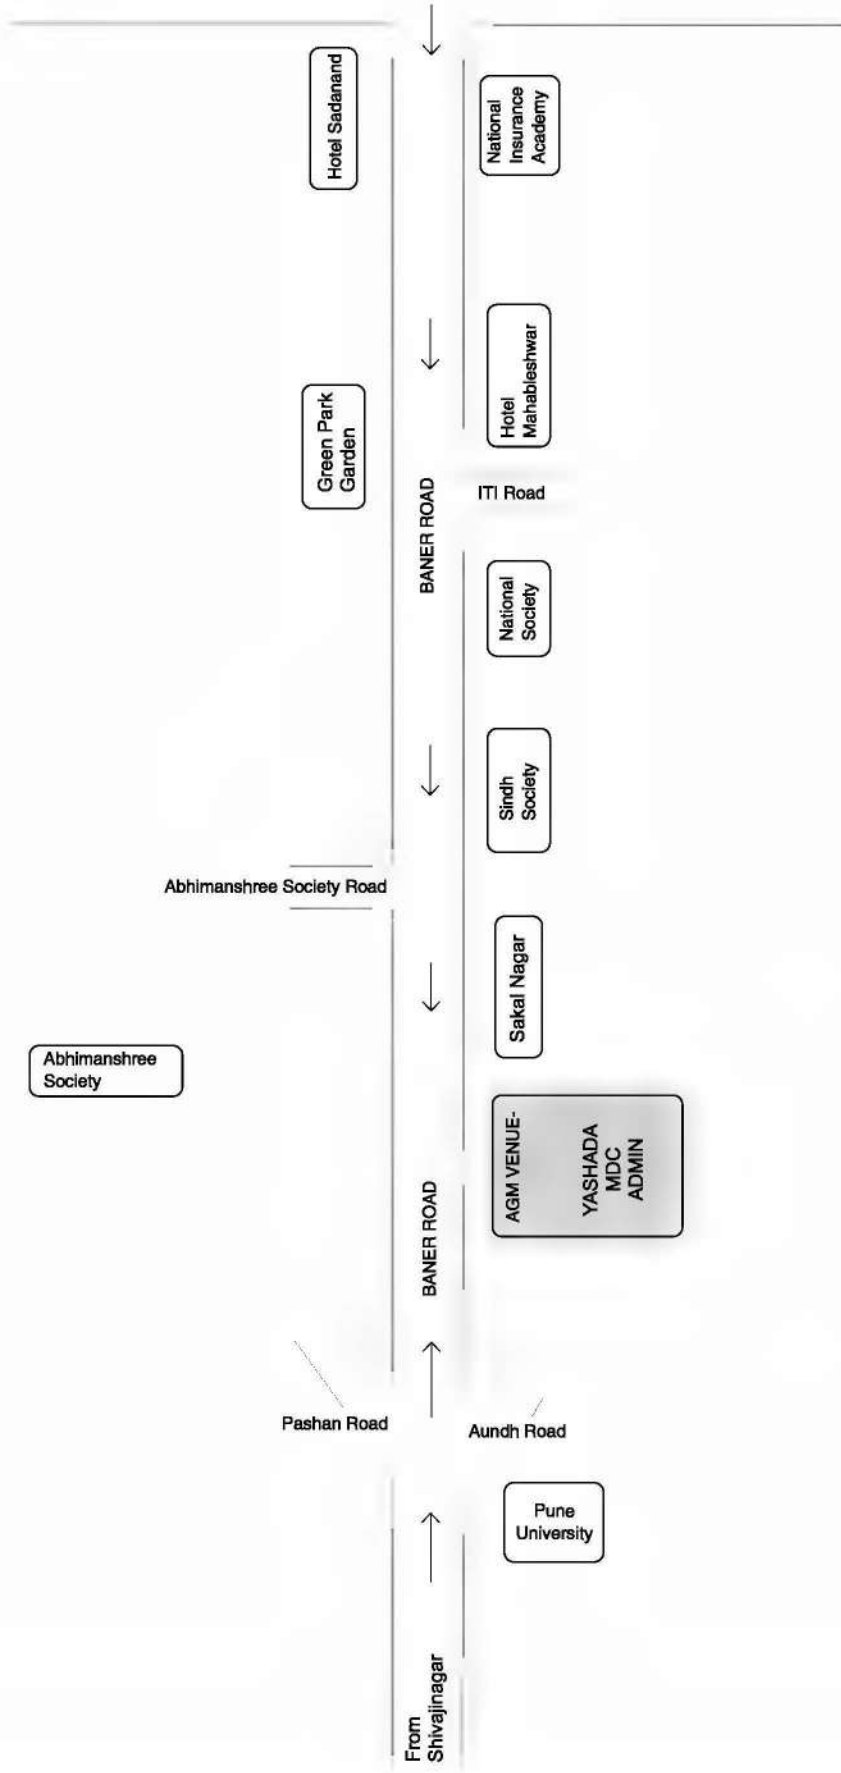 Hotel Sadanand
National
Insurance
Academy
Hotel
Mahableshwar
Green Park
Garden
BANER ROAD
ITI Road
National
Society
Sindh
Society
Abhimanshree Society Road
Sakal Nagar
Abhimanshree
Society
AGM VENUE-
YASHADA
MDC
ADMIN
BANER ROAD
Pashan Road
Aundh Road
Pune
University
From
Shivajinagar